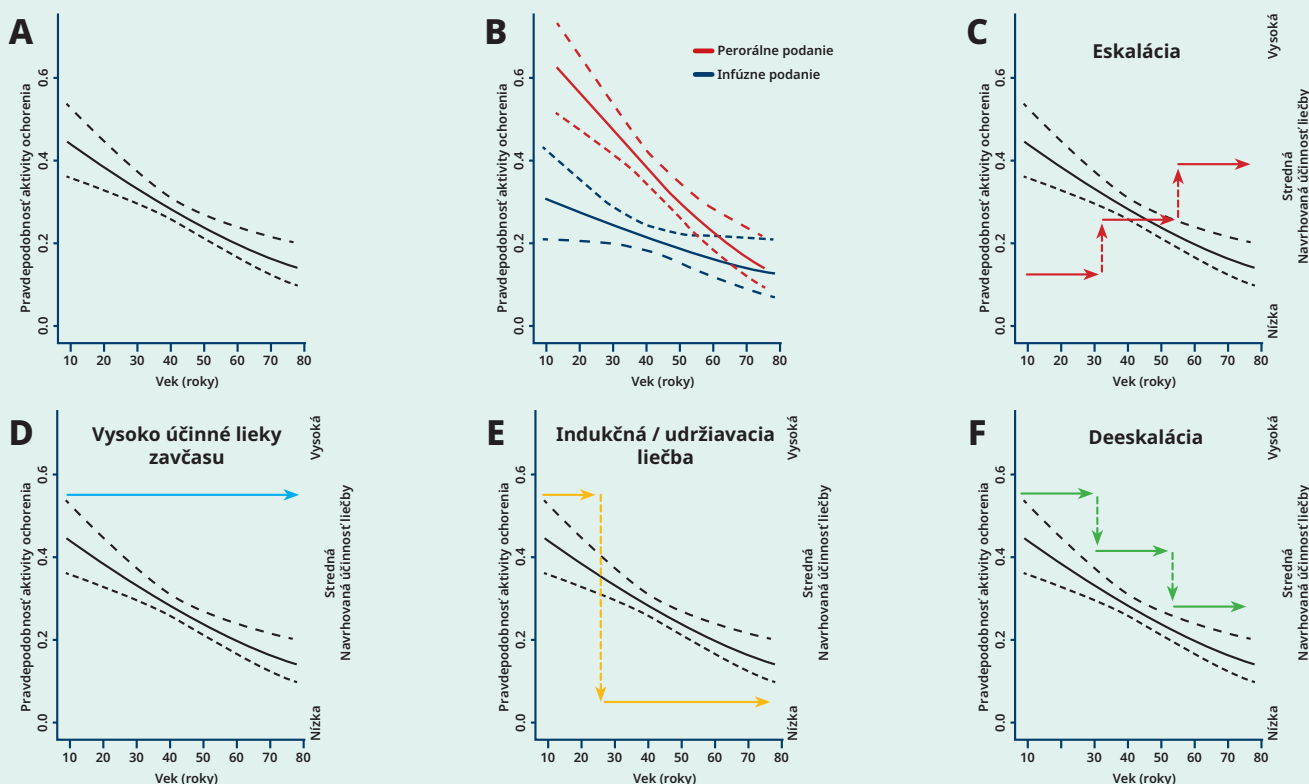 A
Pravdepodobnosť aktivity ochorenia
0.6
0.4
0.2
0.0
10 20 30 40 50 60 70 80
Vek (roky)
B
Perorálne podanie
Infúzne podanie
Pravdepodobnosť aktivity ochorenia
0.6
0.4
0.2
0.0
10 20 30 40 50 60 70 80
Vek (roky)
C
Eskalácia
Pravdepodobnosť aktivity ochorenia
0.6
0.4
0.2
0.0
10 20 30 40 50 60 70 80
Vek (roky)
Vysoká
Stredná
Nízka
Navrhovaná účinnosť liečby
D
Vysoko účinné lieky
zavčasu
Pravdepodobnosť aktivity ochorenia
0.6
0.4
0.2
0.0
10 20 30 40 50 60 70 80
Vek (roky)
Vysoká
Stredná
Nízka
Navrhovaná účinnosť liečby
E
Indukčná / udržiavacia
liečba
Pravdepodobnosť aktivity ochorenia
0.6
0.4
0.2
0.0
10 20 30 40 50 60 70 80
Vek (roky)
Vysoká
Stredná
Nízka
Navrhovaná účinnosť liečby
F
Deeskalácia
Pravdepodobnosť aktivity ochorenia
0.6
0.4
0.2
0.0
10 20 30 40 50 60 70 80
Vek (roky)
Vysoká
Stredná
Nízka
Navrhovaná účinnosť liečby